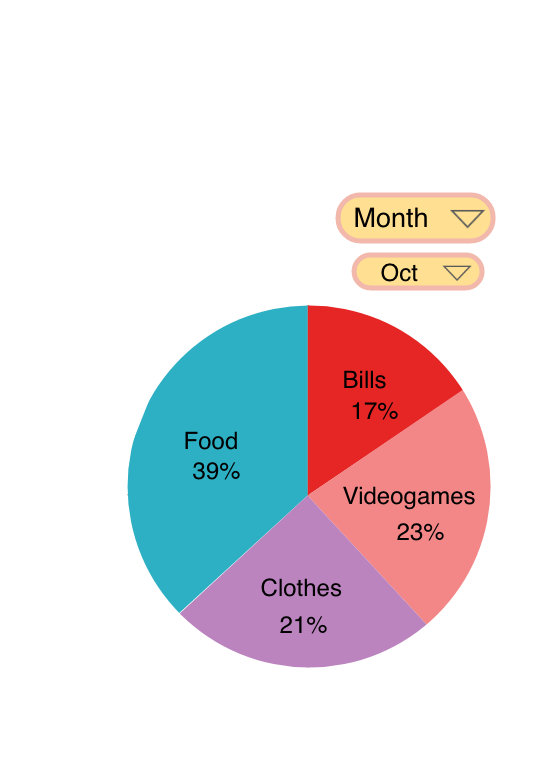 Month
Oct
Bills
17%
Food
39%
Videogames
23%
Clothes
21%